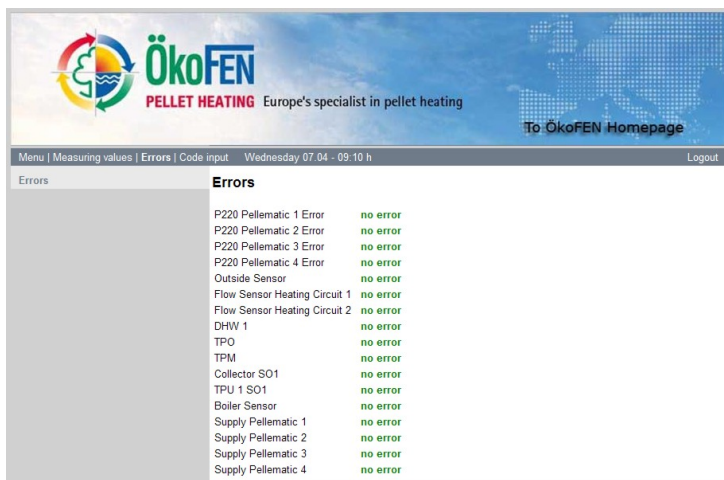 ÖkoFEN
PELLET HEATING Europe's specialist in pellet heating
To ÖkoFEN Homepage
Menu | Measuring values | Errors | Code input Wednesday 07.04 - 09:10 h Logout
Errors
Errors
P220 Pellematic 1 Error no error
P220 Pellematic 2 Error no error
P220 Pellematic 3 Error no error
P220 Pellematic 4 Error no error
Outside Sensor no error
Flow Sensor Heating Circuit 1 no error
Flow Sensor Heating Circuit 2 no error
DHW 1 no error
TPO no error
TPM no error
Collector SO1 no error
TPU 1 SO1 no error
Boiler Sensor no error
Supply Pellematic 1 no error
Supply Pellematic 2 no error
Supply Pellematic 3 no error
Supply Pellematic 4 no error